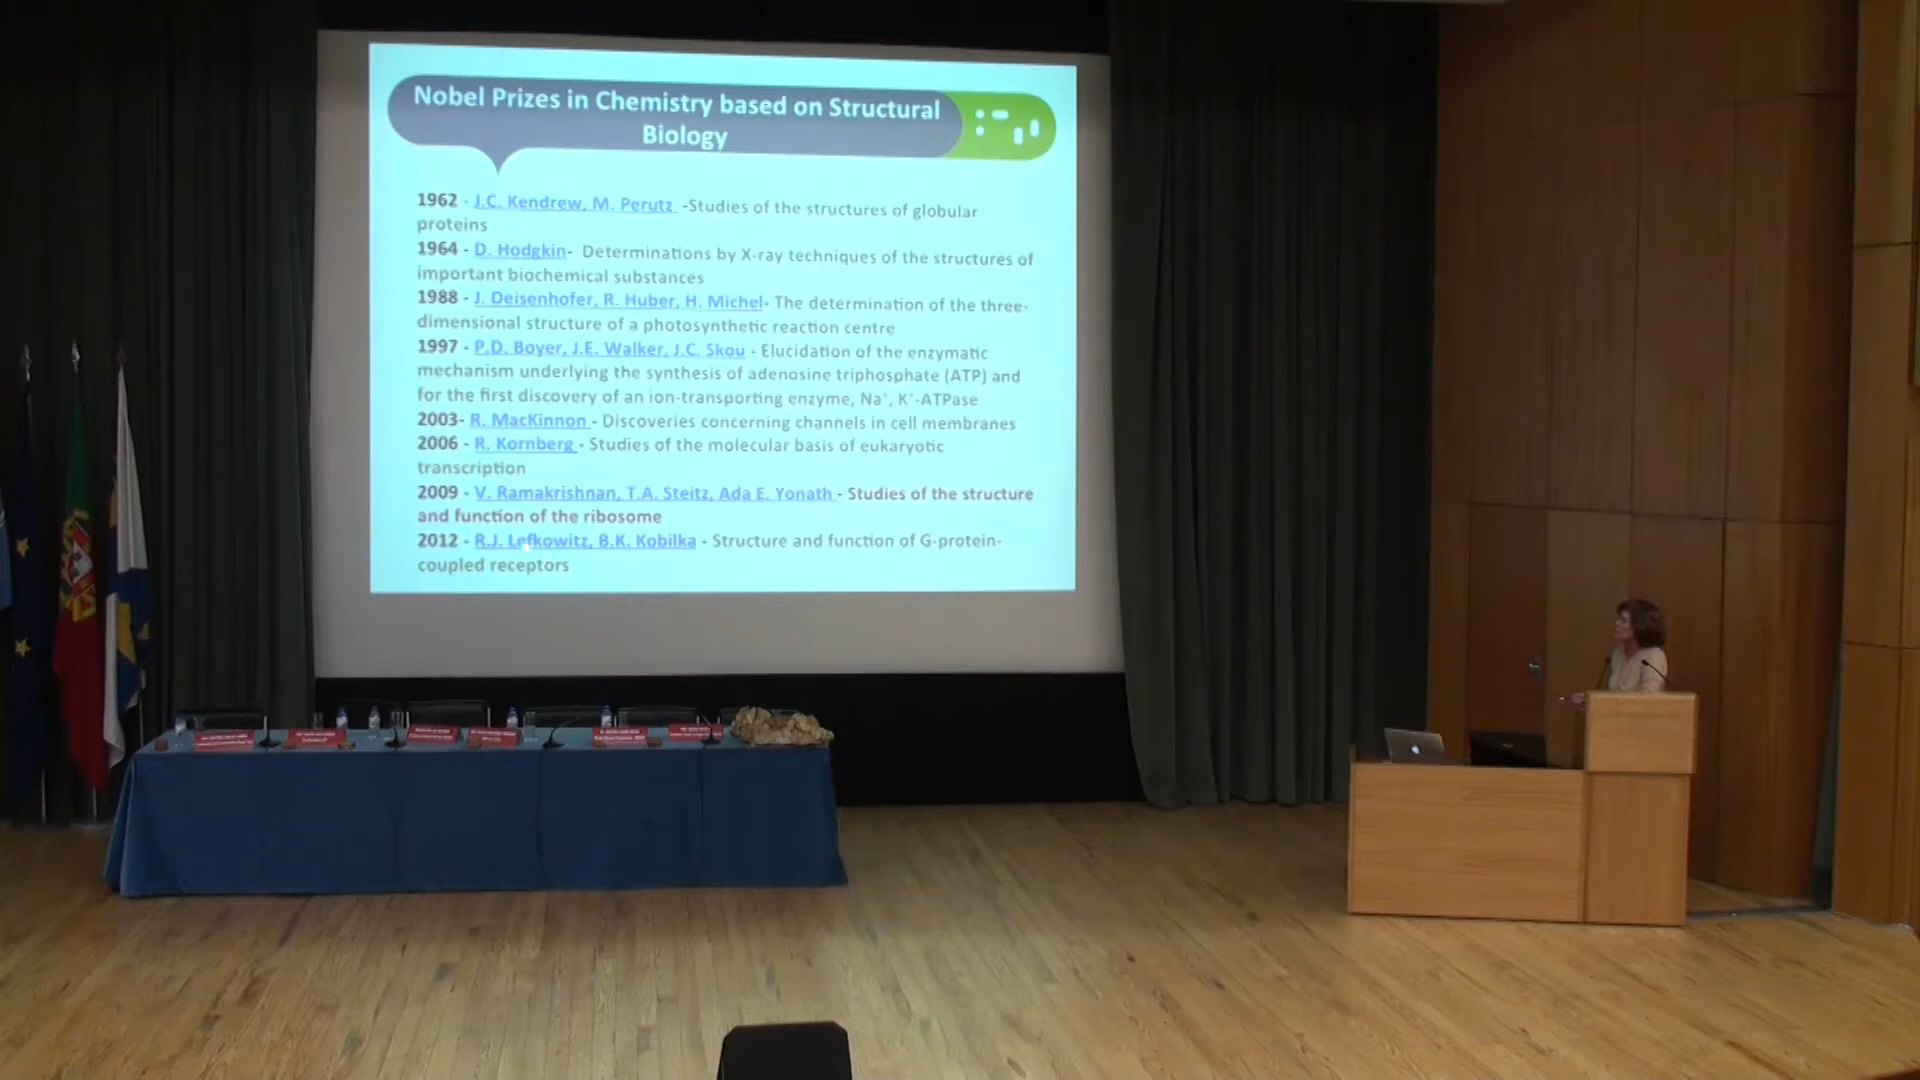 Nobel Prizes in Chemistry based on Structural
Biology
1962 - J.C. Kendrew, M. Perutz -Studies of the structures of globular
proteins
1964 - D. Hodgkin- Determinations by X-ray techniques of the structures of
important biochemical substances
1988 - J. Deisenhofer, R. Huber, H. Michel- The determination of the three-
dimensional structure of a photosynthetic reaction centre
1997 - P.D. Boyer, J.E. Walker, J.C. Skou - Elucidation of the enzymatic
mechanism underlying the synthesis of adenosine triphosphate (ATP) and
for the first discovery of an ion-transporting enzyme, Na⁺, K⁺-ATPase
2003- R. MacKinnon - Discoveries concerning channels in cell membranes
2006 - R. Kornberg - Studies of the molecular basis of eukaryotic
transcription
2009 - V. Ramakrishnan, T.A. Steitz, Ada E. Yonath - Studies of the structure
and function of the ribosome
2012 - R.J. Lefkowitz, B.K. Kobilka - Structure and function of G-protein-
coupled receptors